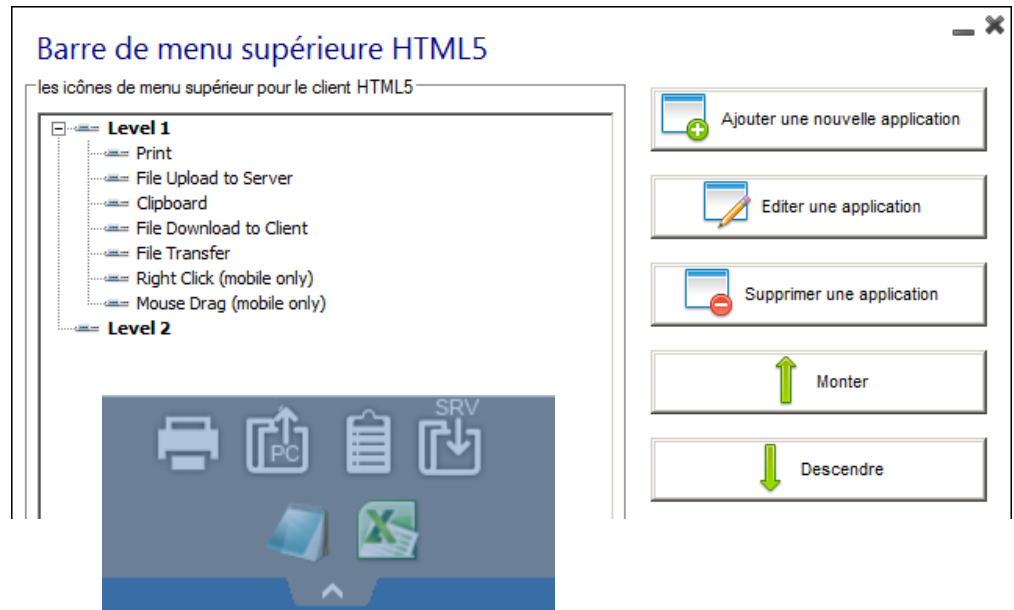 Barre de menu supérieure HTML5
les icônes de menu supérieur pour le client HTML5
Level 1
Print
File Upload to Server
Clipboard
File Download to Client
File Transfer
Right Click (mobile only)
Mouse Drag (mobile only)
Level 2
PC
SRV
Ajouter une nouvelle application
Editer une application
Supprimer une application
Monter
Descendre